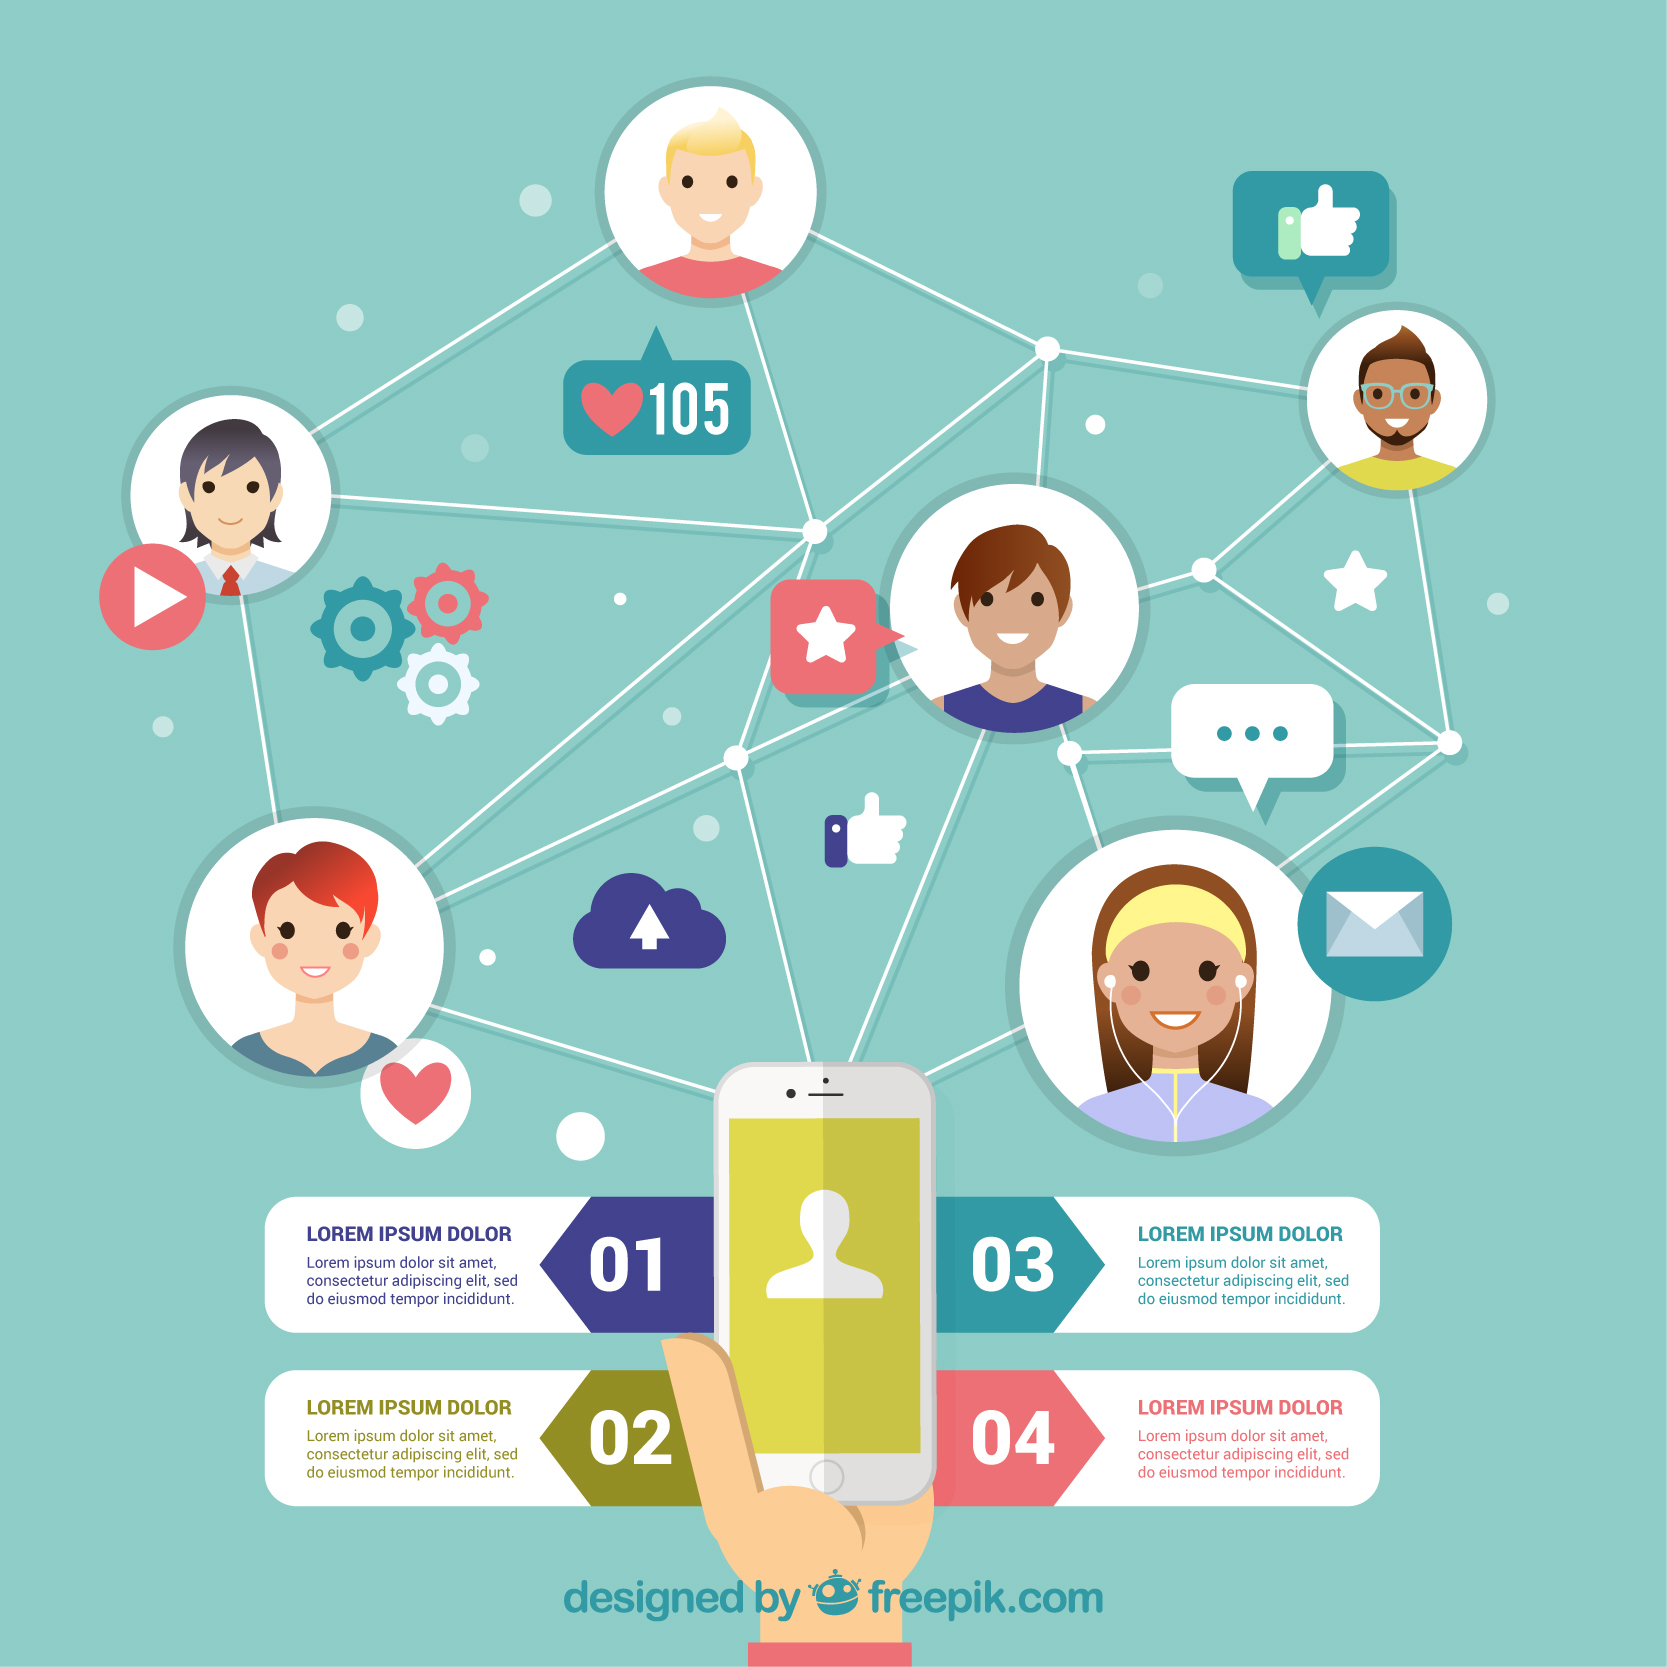 105
01
LOREM IPSUM DOLOR
Lorem ipsum dolor sit amet,
consectetur adipiscing elit, sed
do eiusmod tempor incididunt.
02
LOREM IPSUM DOLOR
Lorem ipsum dolor sit amet,
consectetur adipiscing elit, sed
do eiusmod tempor incididunt.
03
LOREM IPSUM DOLOR
Lorem ipsum dolor sit amet,
consectetur adipiscing elit, sed
do eiusmod tempor incididunt.
04
LOREM IPSUM DOLOR
Lorem ipsum dolor sit amet,
consectetur adipiscing elit, sed
do eiusmod tempor incididunt.
designed by freepik.com